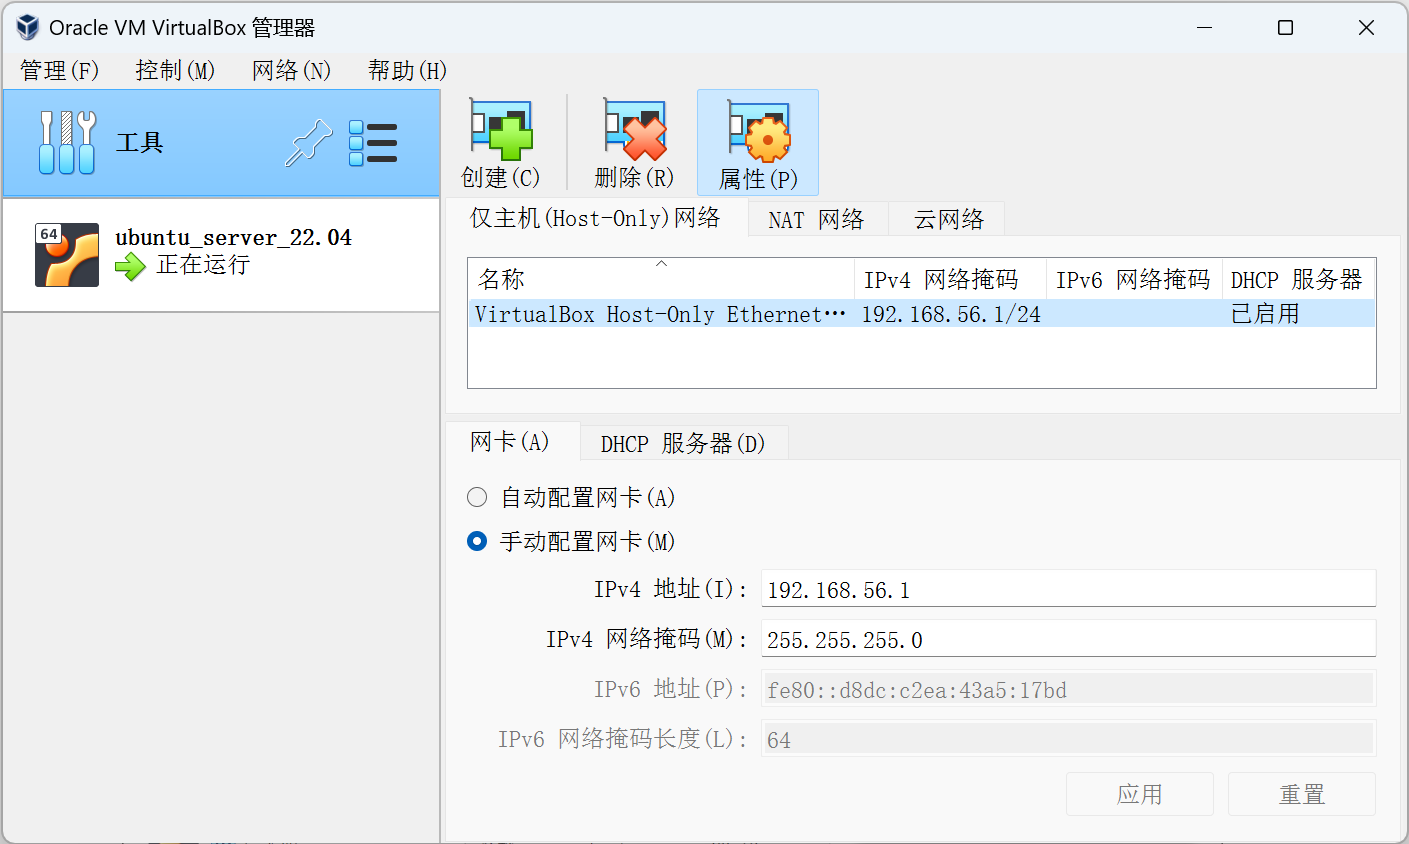 Oracle VM VirtualBox 管理器
管理(F) 控制(M) 网络(N) 帮助(H)
工具
64 ubuntu_server_22.04
正在运行
创建(C) 删除(R) 属性(P)
仅主机(Host-Only)网络 NAT 网络 云网络
名称 IPv4 网络掩码 IPv6 网络掩码 DHCP 服务器
VirtualBox Host-Only Ethernet… 192.168.56.1/24 已启用
网卡(A) DHCP 服务器(D)
自动配置网卡(A)
手动配置网卡(M)
IPv4 地址(I): 192.168.56.1
IPv4 网络掩码(M): 255.255.255.0
IPv6 地址(P): fe80::d8dc:c2ea:43a5:17bd
IPv6 网络掩码长度(L): 64
应用 重置